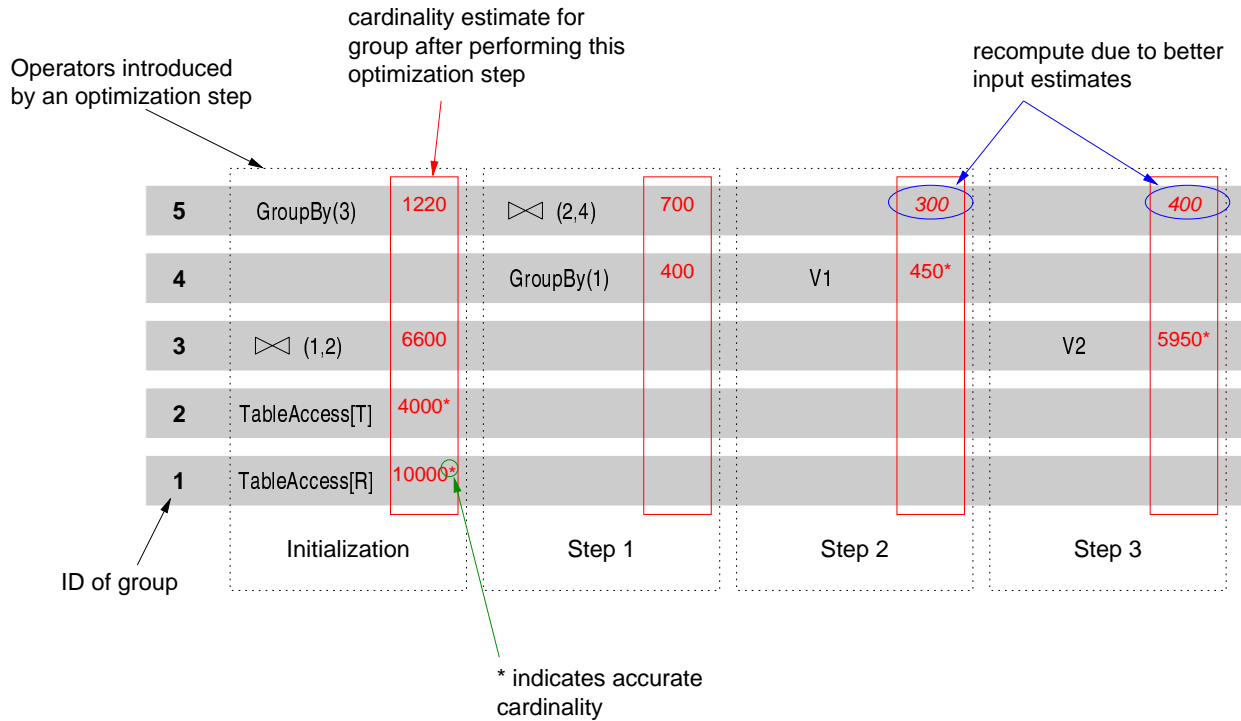 cardinality estimate for
group after performing this
optimization step
recompute due to better
input estimates
Operators introduced
by an optimization step
5 GroupBy(3) 1220 ⋈ (2,4) 700 300 400
4 GroupBy(1) 400 V1 450*
3 ⋈ (1,2) 6600 V2 5950*
2 TableAccess[T] 4000*
1 TableAccess[R] 10000*
Initialization Step 1 Step 2 Step 3
ID of group
* indicates accurate
cardinality